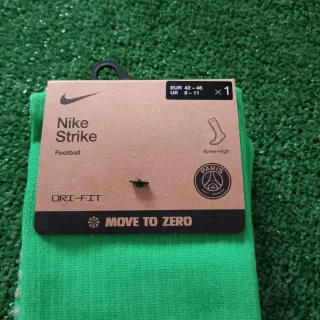 EUR 42 – 46
UK 8 – 11
× 1
Nike
Strike
Football
Knee-High
PARIS
DRI-FIT
MOVE TO ZERO